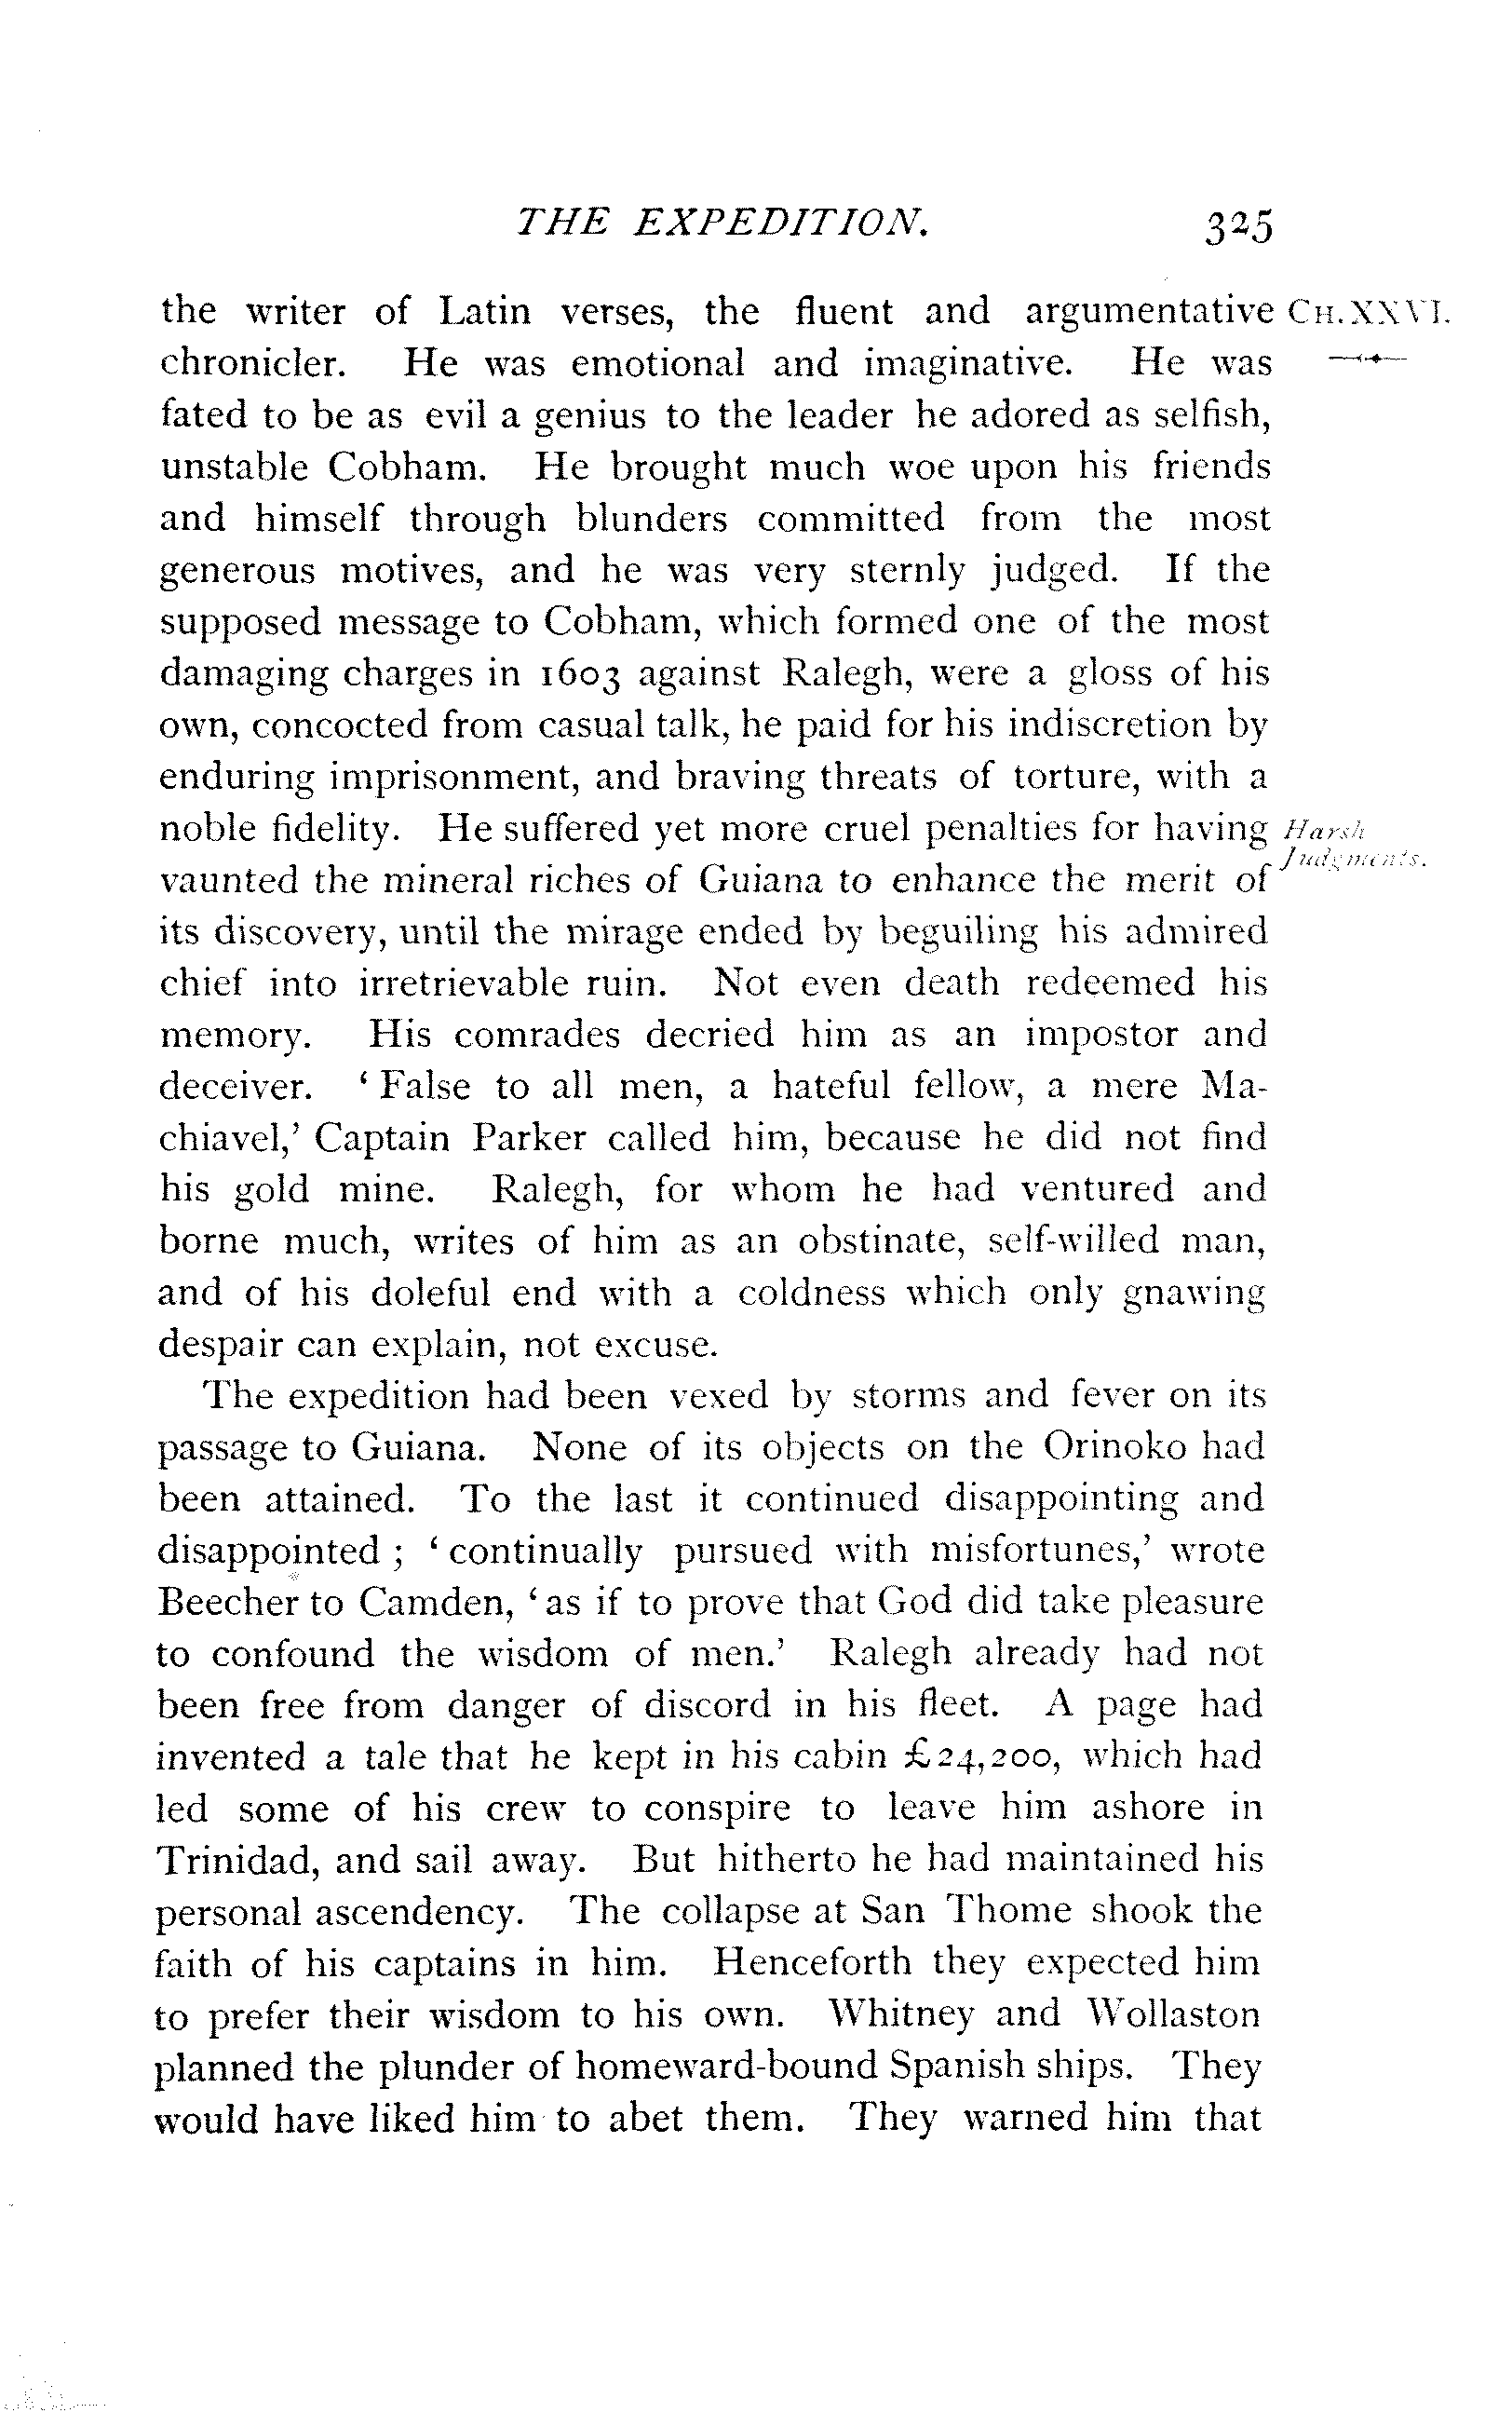 THE EXPEDITION. 325
the writer of Latin verses, the fluent and argumentative CH. XXVI.
chronicler. He was emotional and imaginative. He was
fated to be as evil a genius to the leader he adored as selfish,
unstable Cobham. He brought much woe upon his friends
and himself through blunders committed from the most
generous motives, and he was very sternly judged. If the
supposed message to Cobham, which formed one of the most
damaging charges in 1603 against Ralegh, were a gloss of his
own, concocted from casual talk, he paid for his indiscretion by
enduring imprisonment, and braving threats of torture, with a
noble fidelity. He suffered yet more cruel penalties for having Harsh
vaunted the mineral riches of Guiana to enhance the merit of Judgments.
its discovery, until the mirage ended by beguiling his admired
chief into irretrievable ruin. Not even death redeemed his
memory. His comrades decried him as an impostor and
deceiver. ‘ False to all men, a hateful fellow, a mere Ma-
chiavel,’ Captain Parker called him, because he did not find
his gold mine. Ralegh, for whom he had ventured and
borne much, writes of him as an obstinate, self-willed man,
and of his doleful end with a coldness which only gnawing
despair can explain, not excuse.
The expedition had been vexed by storms and fever on its
passage to Guiana. None of its objects on the Orinoko had
been attained. To the last it continued disappointing and
disappointed ; ‘ continually pursued with misfortunes,’ wrote
Beecher to Camden, ‘ as if to prove that God did take pleasure
to confound the wisdom of men.’ Ralegh already had not
been free from danger of discord in his fleet. A page had
invented a tale that he kept in his cabin £24,200, which had
led some of his crew to conspire to leave him ashore in
Trinidad, and sail away. But hitherto he had maintained his
personal ascendency. The collapse at San Thome shook the
faith of his captains in him. Henceforth they expected him
to prefer their wisdom to his own. Whitney and Wollaston
planned the plunder of homeward-bound Spanish ships. They
would have liked him to abet them. They warned him that